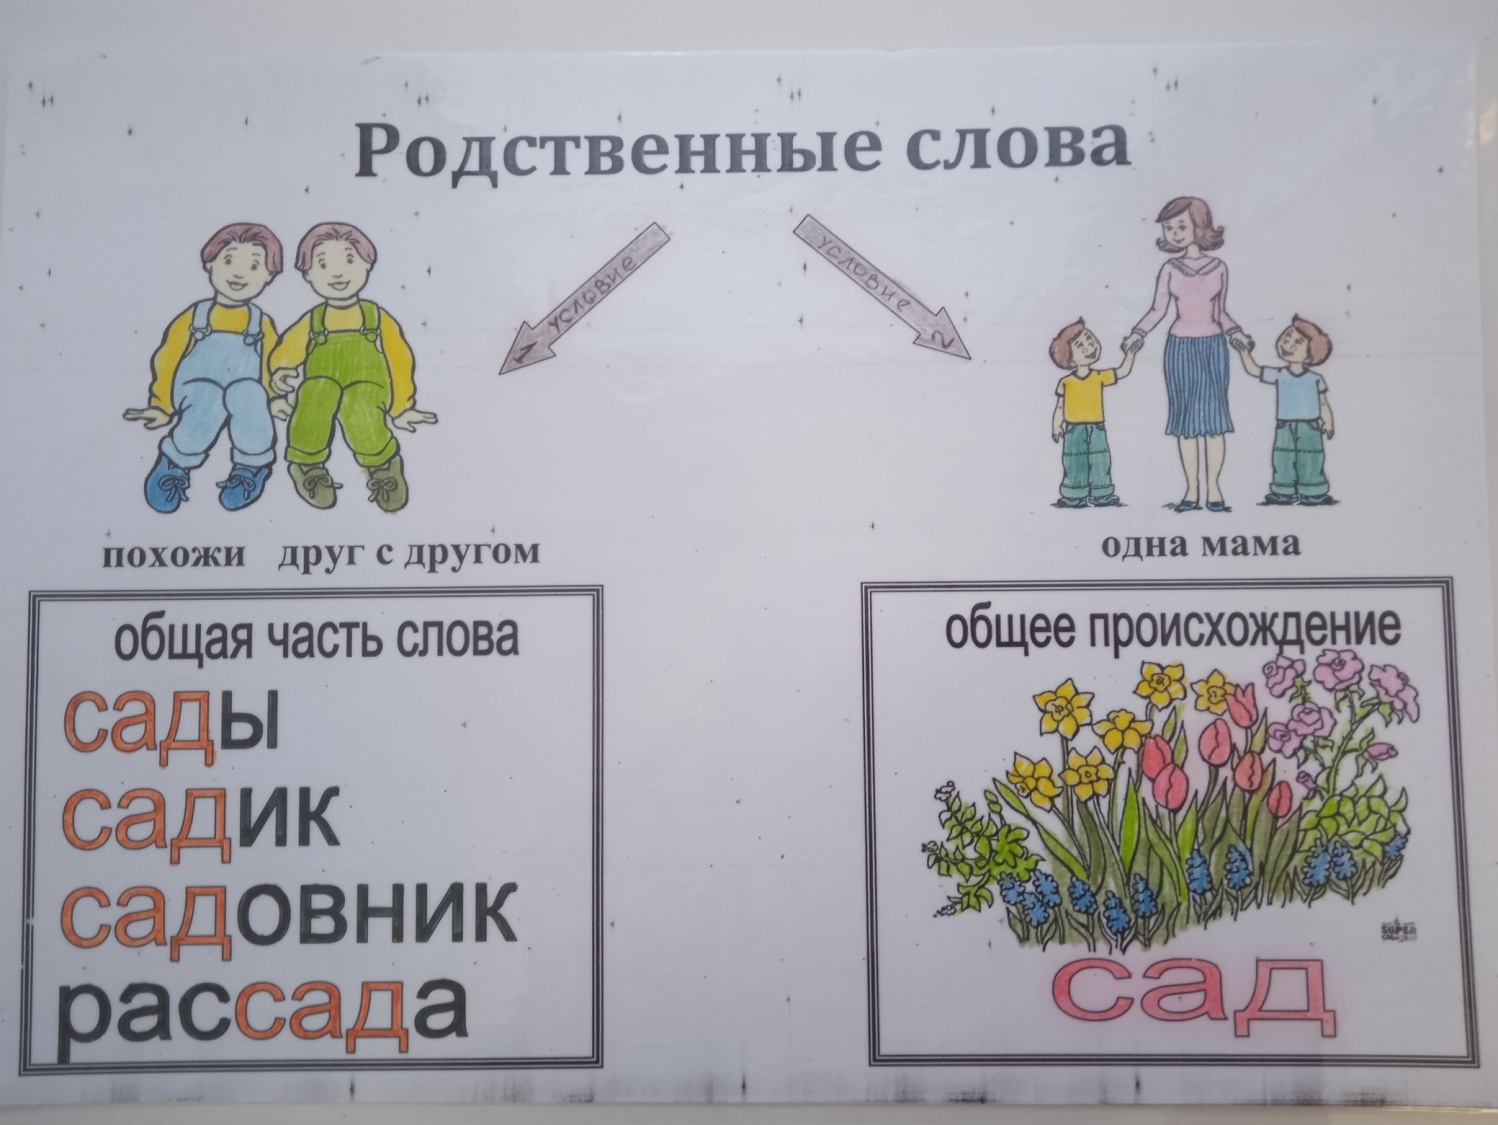 Родственные слова
1 условие
условие 2
похожи друг с другом
одна мама
общая часть слова
сады
садик
садовник
рассада
общее происхождение
SUPER
сад